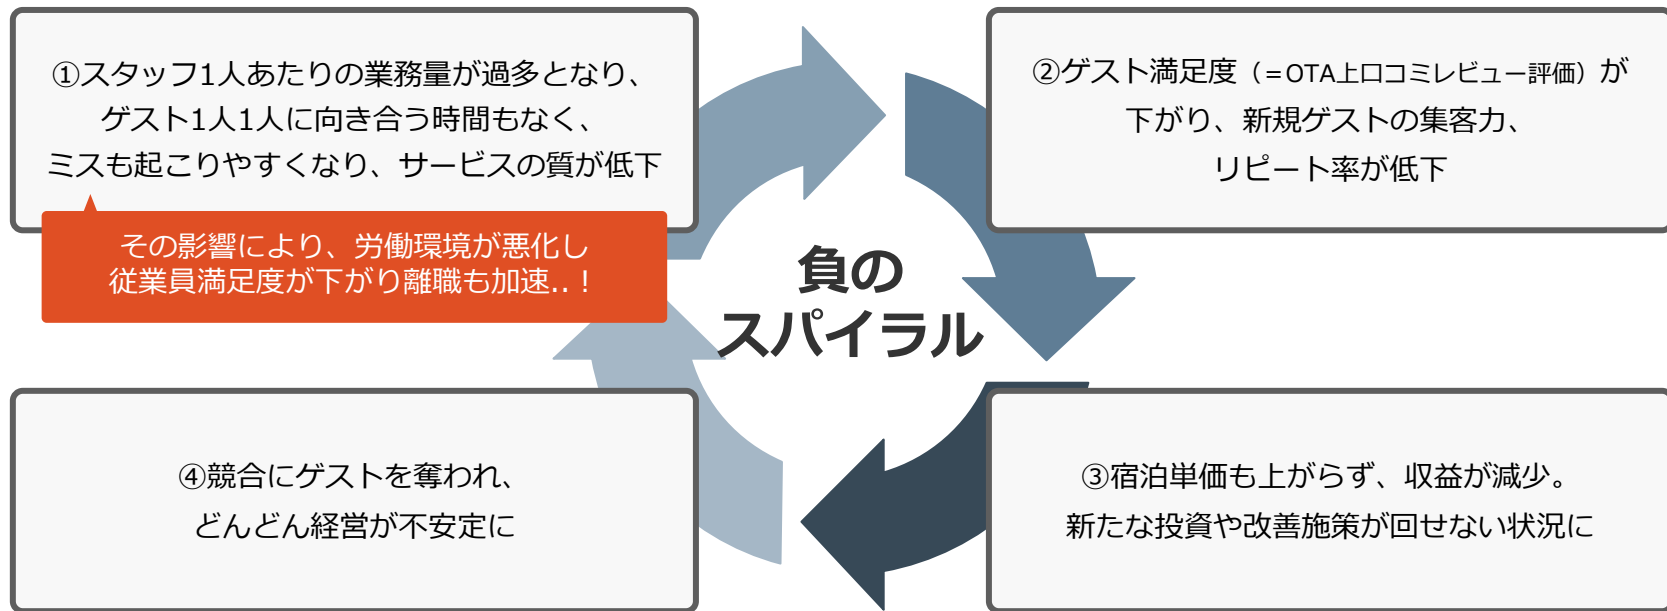 ①スタッフ1人あたりの業務量が過多となり、
ゲスト1人1人に向き合う時間もなく、
ミスも起こりやすくなり、サービスの質が低下
その影響により、労働環境が悪化し
従業員満足度が下がり離職も加速‥！
②ゲスト満足度（＝OTA上口コミレビュー評価）が
下がり、新規ゲストの集客力、
リピート率が低下
負の
スパイラル
③宿泊単価も上がらず、収益が減少。
新たな投資や改善施策が回せない状況に
④競合にゲストを奪われ、
どんどん経営が不安定に